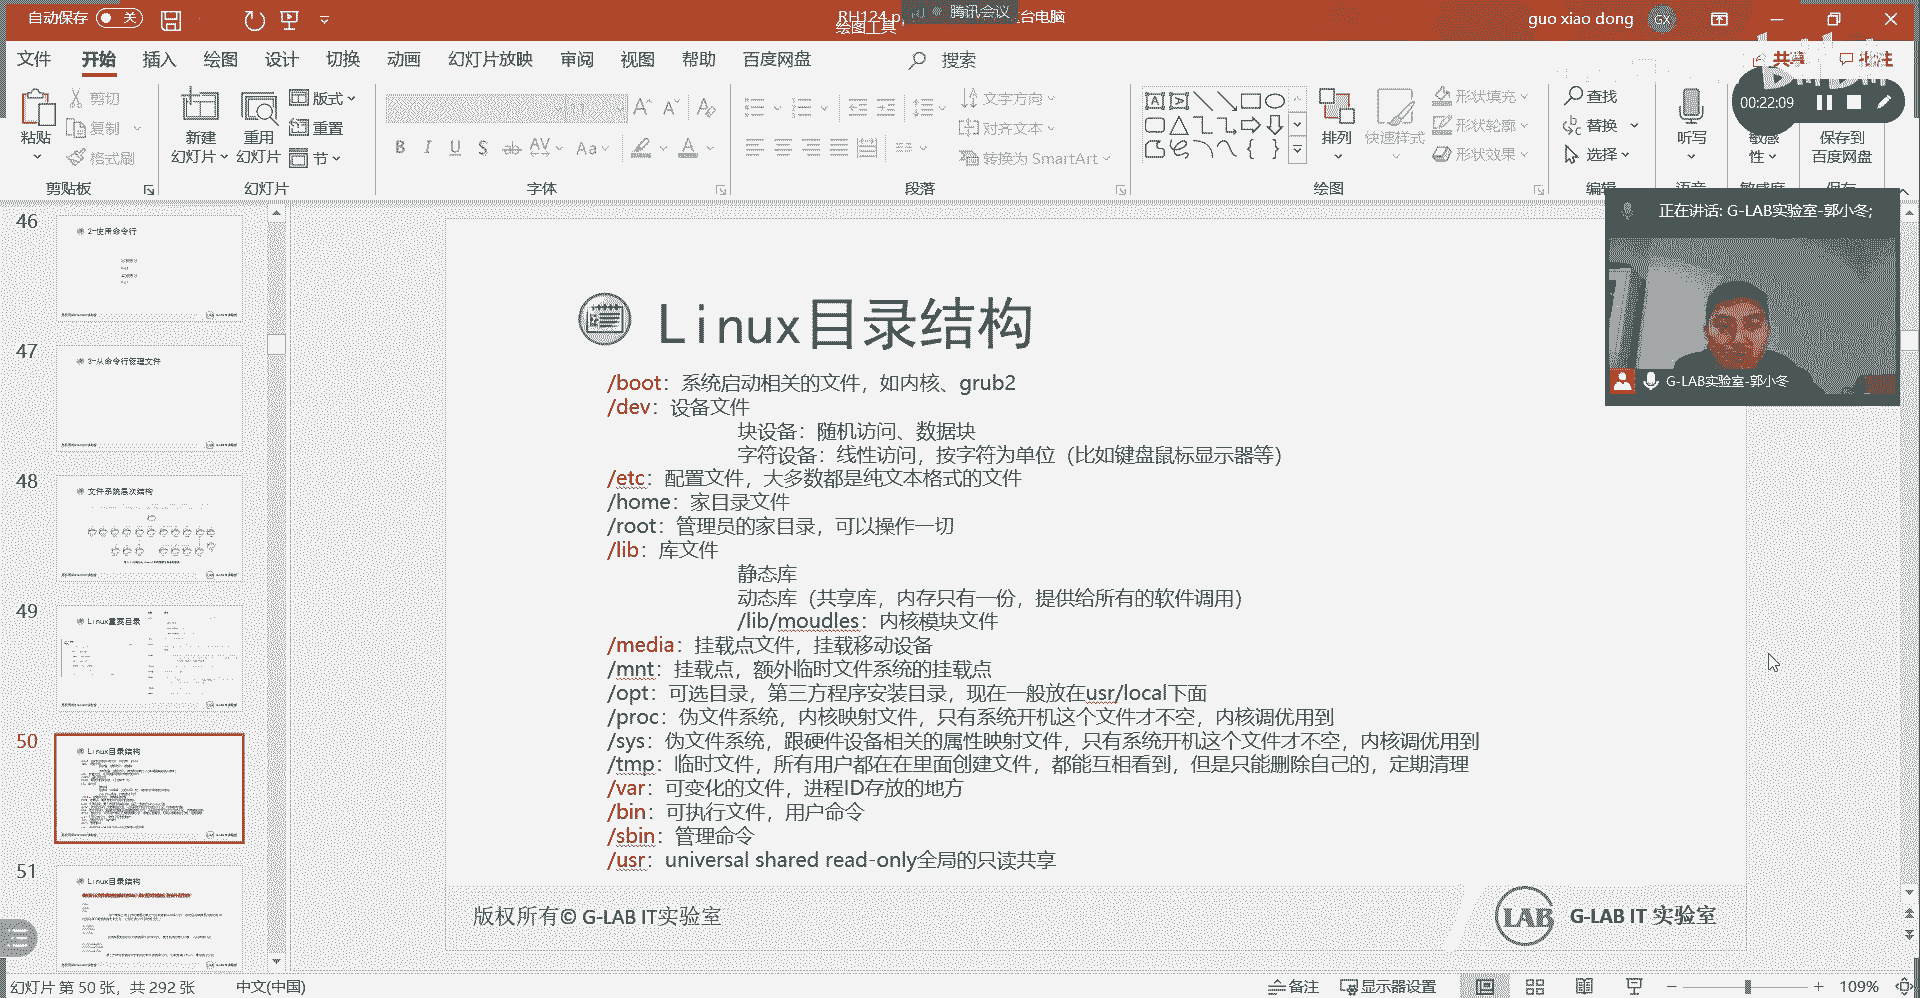 自动保存 关
RH124.p
腾讯会议
台电脑
绘图工具
guo xiao dong
GX
文件 开始 插入 绘图 设计 切换 动画 幻灯片放映 审阅 视图 帮助 百度网盘 搜索
共享 批注
00:22:09
粘贴
剪切
复制
格式刷
剪贴板
新建
幻灯片
重用
幻灯片
版式
重置
节
幻灯片
B I U S ab AV Aa A
字体
文字方向
对齐文本
转换为 SmartArt
段落
排列
快速样式
形状填充
形状轮廓
形状效果
绘图
查找
替换
选择
编辑
听写
语音
敏感
性
敏感度
保存到
百度网盘
保存
正在讲话: G-LAB实验室-郭小冬;
G-LAB实验室-郭小冬
46
2-使用命令行
47
3-从命令行管理文件
48
文件系统层次结构
49
Linux重要目录
50
Linux目录结构
51
Linux目录结构
Linux目录结构
/boot：系统启动相关的文件，如内核、grub2
/dev：设备文件
块设备：随机访问、数据块
字符设备：线性访问，按字符为单位（比如键盘鼠标显示器等）
/etc：配置文件，大多数都是纯文本格式的文件
/home：家目录文件
/root：管理员的家目录，可以操作一切
/lib：库文件
静态库
动态库（共享库，内存只有一份，提供给所有的软件调用）
/lib/moudles：内核模块文件
/media：挂载点文件，挂载移动设备
/mnt：挂载点，额外临时文件系统的挂载点
/opt：可选目录，第三方程序安装目录，现在一般放在usr/local下面
/proc：伪文件系统，内核映射文件，只有系统开机这个文件才不空，内核调优用到
/sys：伪文件系统，跟硬件设备相关的属性映射文件，只有系统开机这个文件才不空，内核调优用到
/tmp：临时文件，所有用户都在在里面创建文件，都能互相看到，但是只能删除自己的，定期清理
/var：可变化的文件，进程ID存放的地方
/bin：可执行文件，用户命令
/sbin：管理命令
/usr：universal shared read-only全局的只读共享
版权所有© G-LAB IT实验室
LAB
G-LAB IT 实验室
幻灯片 第 50 张，共 292 张 中文(中国)
备注 显示器设置 109%